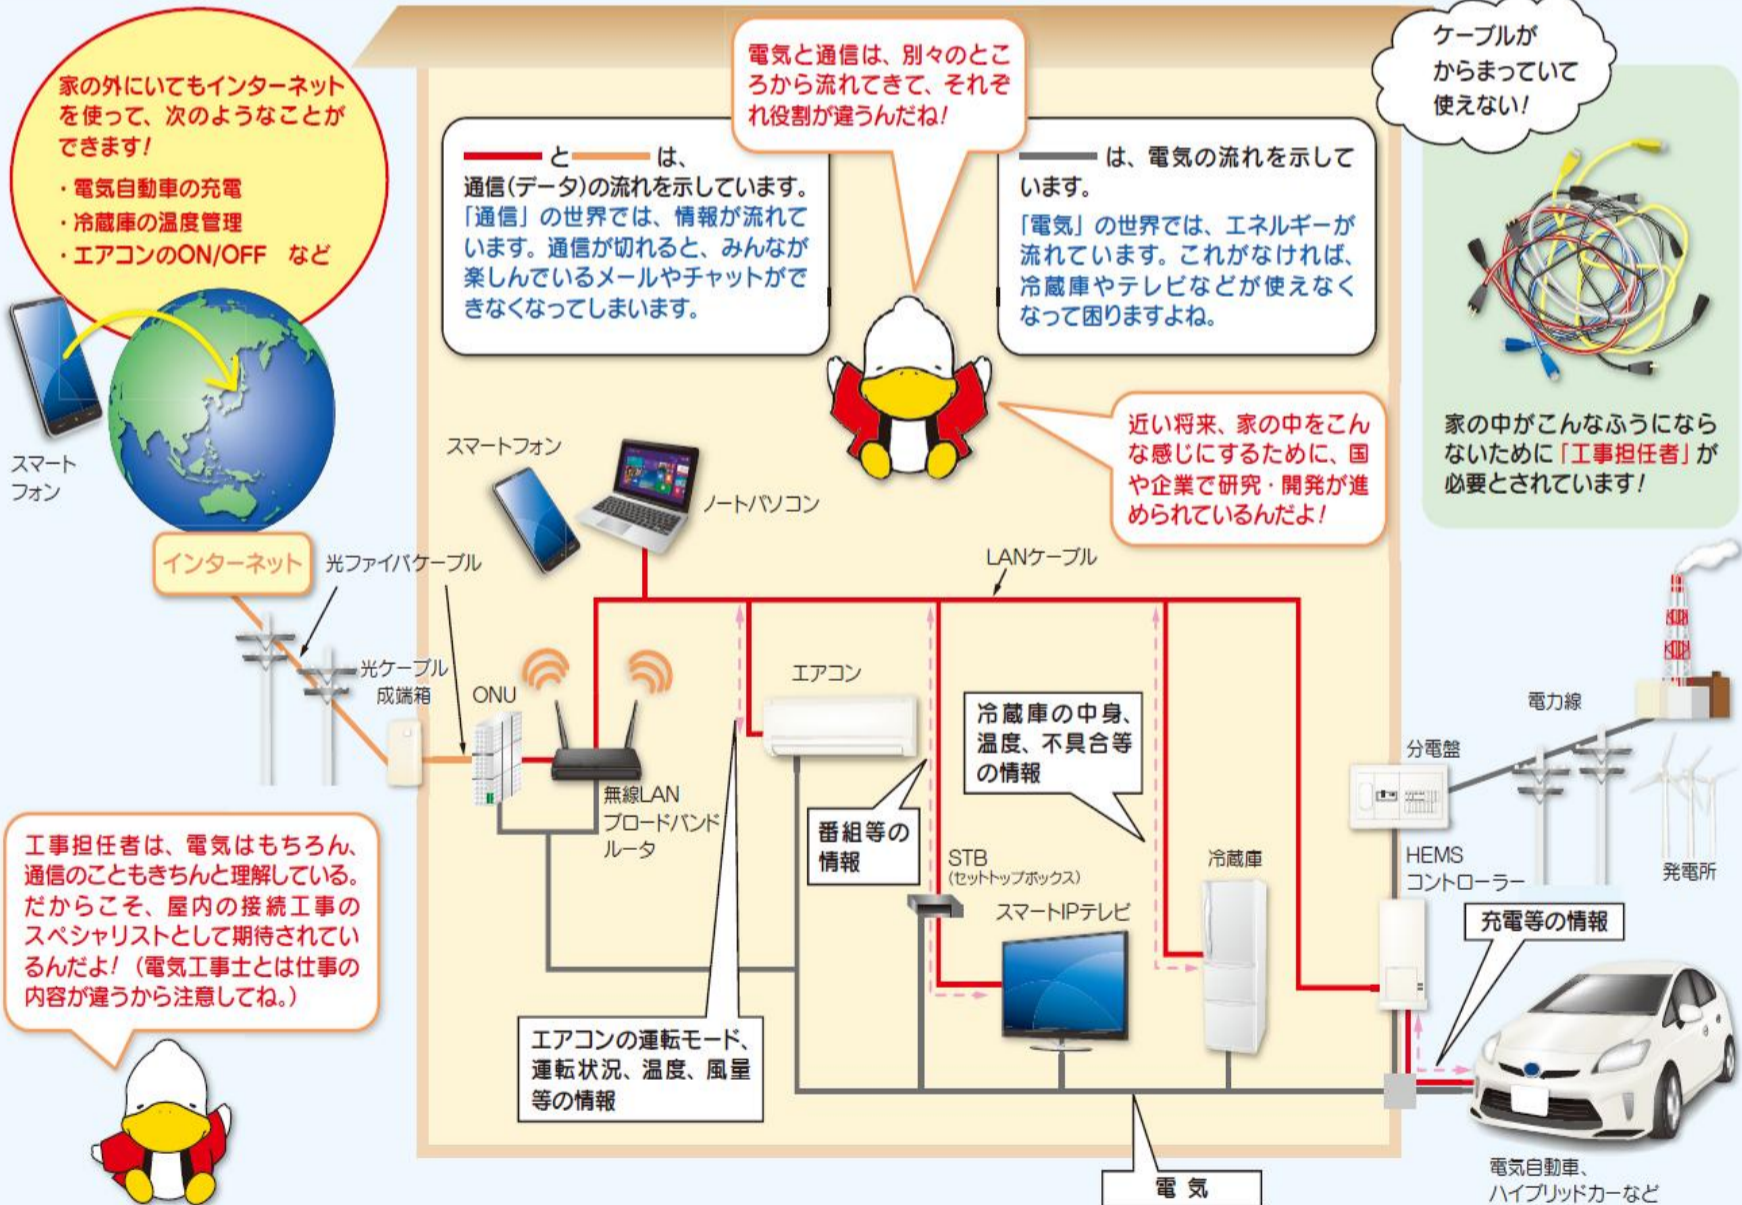 家の外にいてもインターネット
を使って、次のようなことが
できます!
・電気自動車の充電
・冷蔵庫の温度管理
・エアコンのON/OFF など
スマート
フォン
インターネット
電気と通信は、別々のとこ
ろから流れてきて、それぞ
れ役割が違うんだね!
と は、
通信(データ)の流れを示しています。
「通信」の世界では、情報が流れて
います。通信が切れると、みんなが
楽しんでいるメールやチャットがで
きなくなってしまいます。
は、電気の流れを示して
います。
「電気」の世界では、エネルギーが
流れています。これがなければ、
冷蔵庫やテレビなどが使えなく
なって困りますよね。
ケーブルが
からまっていて
使えない!
家の中がこんなふうになら
ないために「工事担任者」が
必要とされています!
近い将来、家の中をこん
な感じにするために、国
や企業で研究・開発が進
められているんだよ!
スマートフォン
ノートパソコン
光ファイバケーブル
LANケーブル
光ケーブル
成端箱
ONU
無線LAN
ブロードバンド
ルータ
エアコン
冷蔵庫の中身、
温度、不具合等
の情報
番組等の
情報
STB
(セットトップボックス)
スマートIPテレビ
冷蔵庫
電力線
分電盤
発電所
HEMS
コントローラー
充電等の情報
工事担任者は、電気はもちろん、
通信のこともきちんと理解している。
だからこそ、屋内の接続工事の
スペシャリストとして期待されてい
るんだよ!(電気工事士とは仕事の
内容が違うから注意してね。)
エアコンの運転モード、
運転状況、温度、風量
等の情報
電 気
電気自動車、
ハイブリッドカーなど